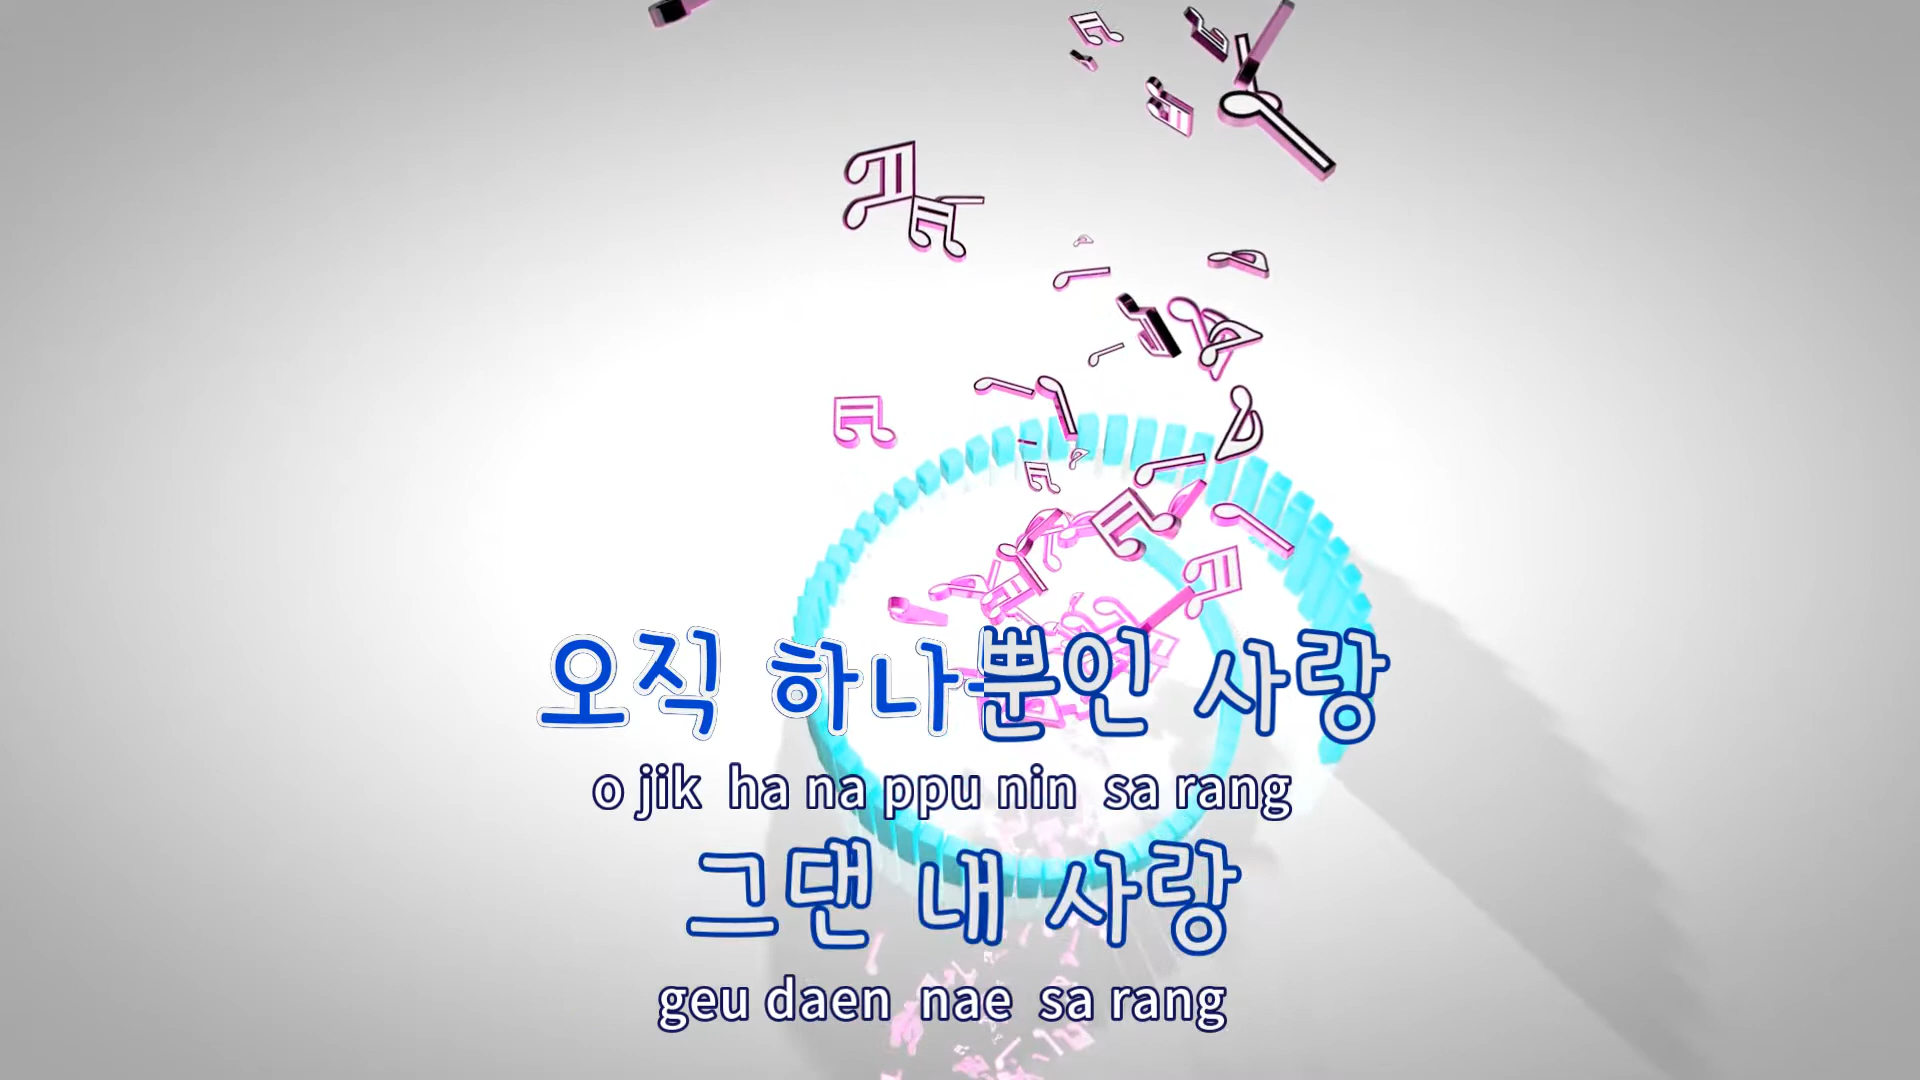 오직 하나뿐인 사랑
o jik ha na ppu nin sa rang
그댄 내 사랑
geu daen nae sa rang